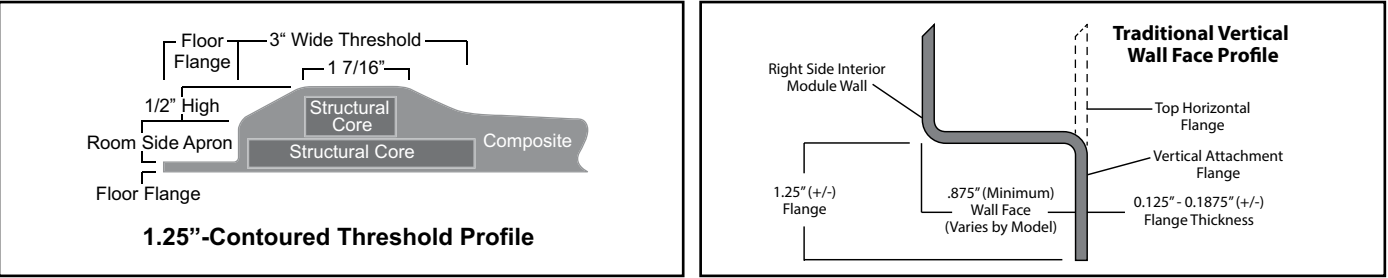 Floor
Flange
3“ Wide Threshold
1 7/16”
1/2” High
Room Side Apron
Floor Flange
Structural
Core
Structural Core
Composite
1.25”-Contoured Threshold Profile
Traditional Vertical
Wall Face Profile
Right Side Interior
Module Wall
Top Horizontal
Flange
Vertical Attachment
Flange
1.25” (+/-)
Flange
.875” (Minimum)
Wall Face
(Varies by Model)
0.125” - 0.1875” (+/-)
Flange Thickness